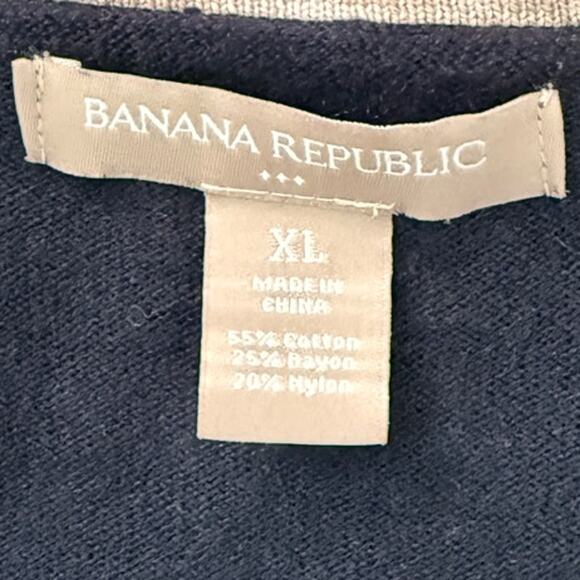 BANANA REPUBLIC
XL
MADE IN
CHINA
55% Cotton
25% Rayon
20% Nylon